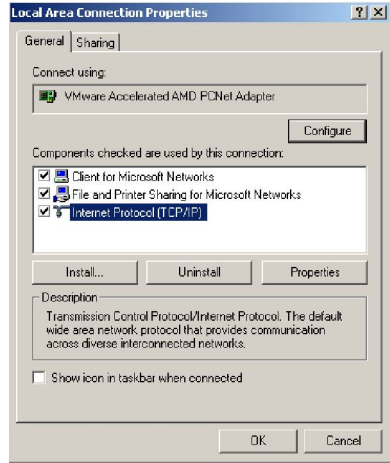 Local Area Connection Properties
? X
General Sharing
Connect using:
VMware Accelerated AMD PCNet Adapter
Configure
Components checked are used by this connection:
Client for Microsoft Networks
File and Printer Sharing for Microsoft Networks
Internet Protocol (TCP/IP)
Install... Uninstall Properties
Description
Transmission Control Protocol/Internet Protocol. The default
wide area network protocol that provides communication
across diverse interconnected networks.
Show icon in taskbar when connected
OK Cancel